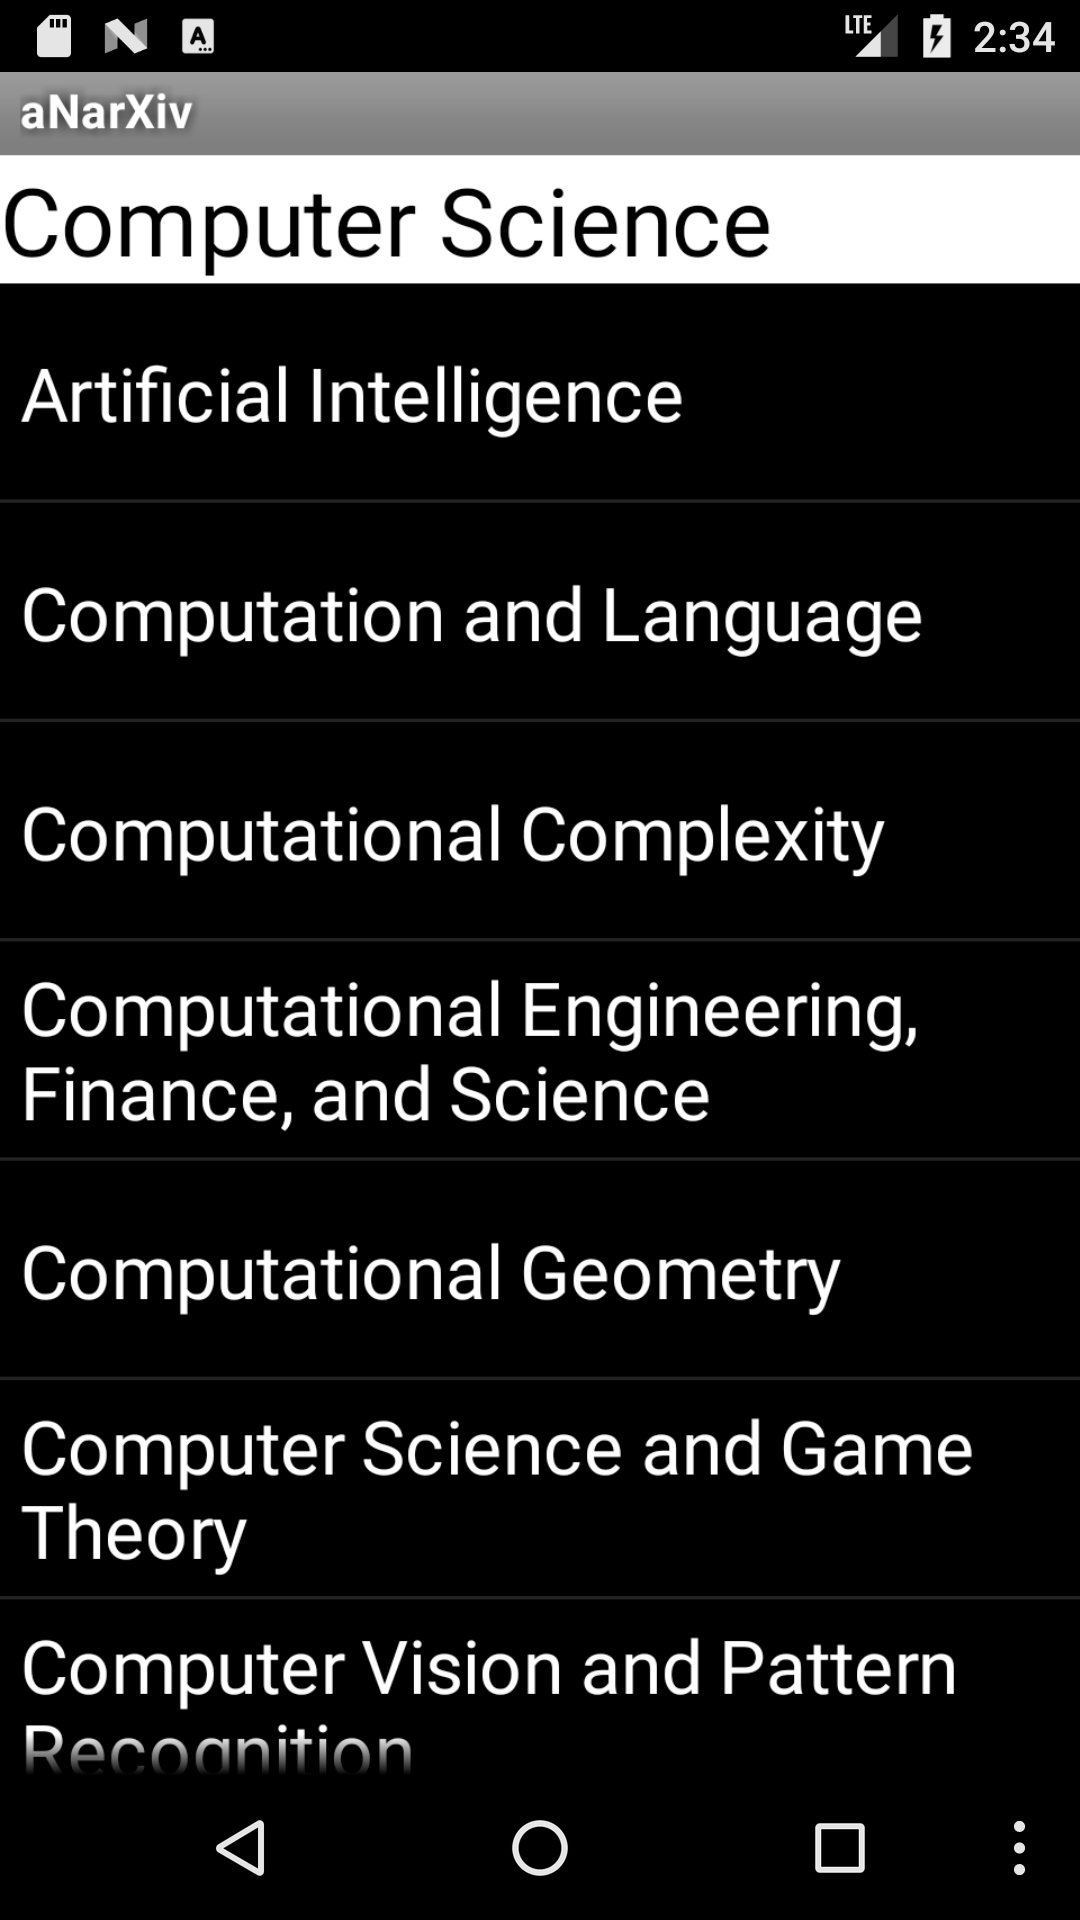 LTE 2:34
aNarXiv
Computer Science
Artificial Intelligence
Computation and Language
Computational Complexity
Computational Engineering,
Finance, and Science
Computational Geometry
Computer Science and Game
Theory
Computer Vision and Pattern
Recognition